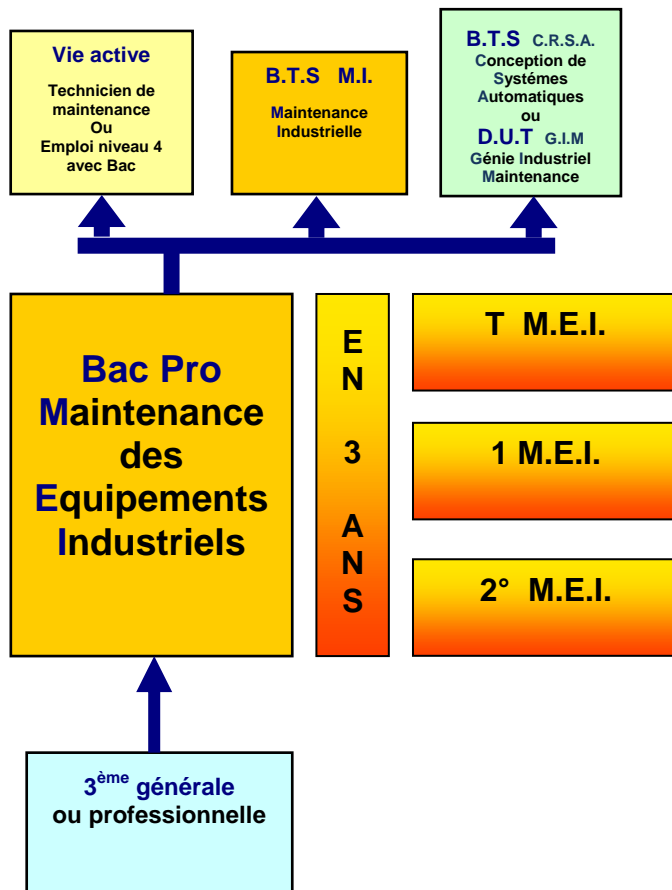 Vie active
Technicien de
maintenance
Ou
Emploi niveau 4
avec Bac
B.T.S M.I.
Maintenance
Industrielle
B.T.S C.R.S.A.
Conception de
Systémes
Automatiques
ou
D.U.T G.I.M
Génie Industriel
Maintenance
Bac Pro
Maintenance
des
Equipements
Industriels
E
N
3
A
N
S
T M.E.I.
1 M.E.I.
2° M.E.I.
3ème générale
ou professionnelle